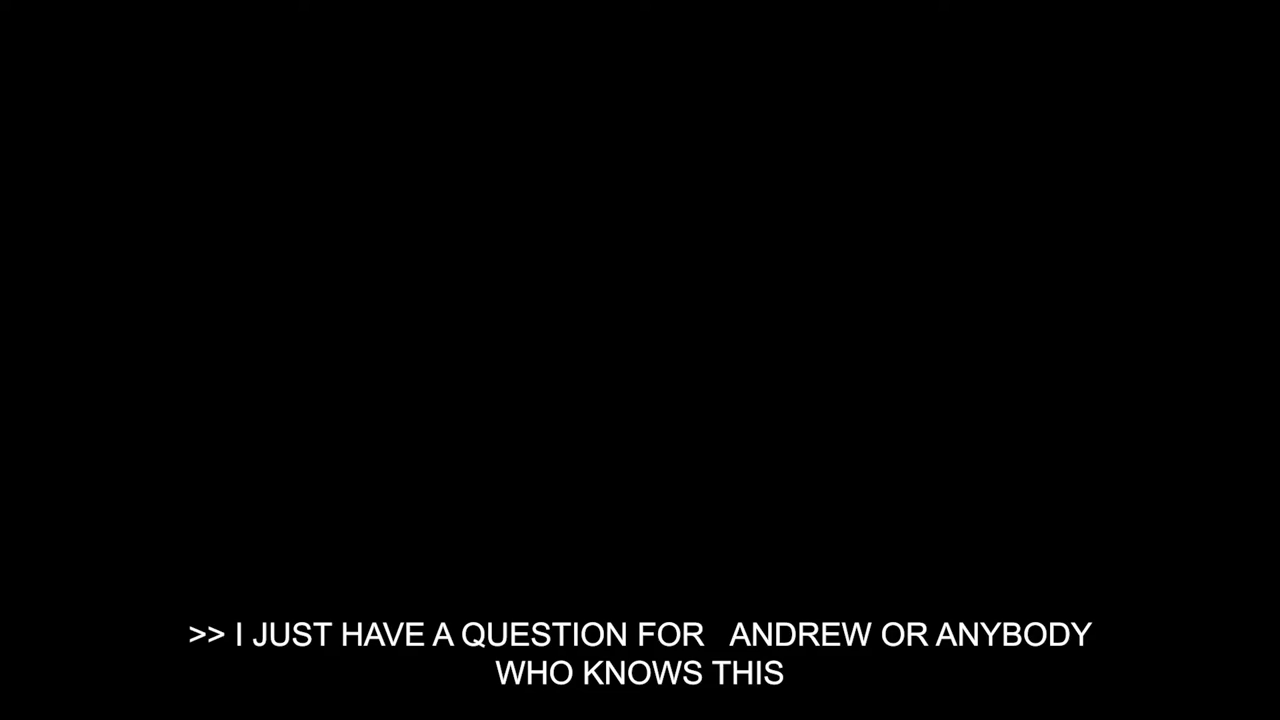 >> I JUST HAVE A QUESTION FOR   ANDREW OR ANYBODY
WHO KNOWS THIS